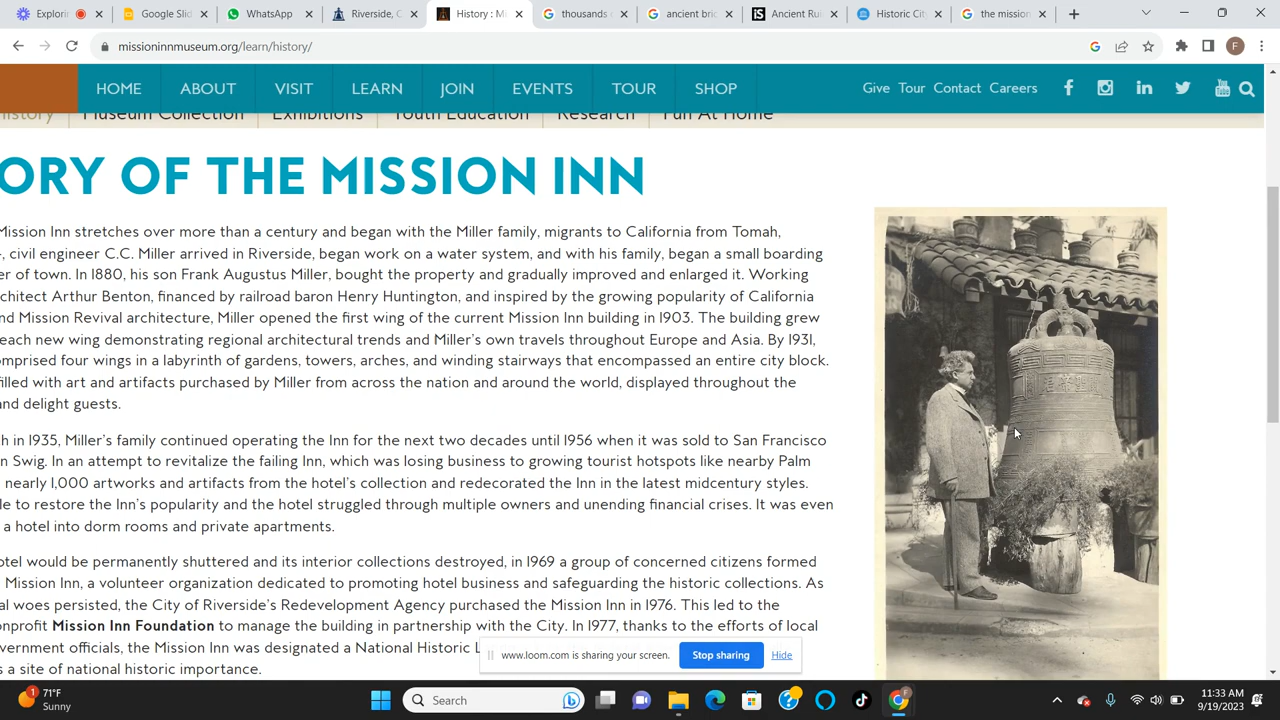 Explori
Google Slid
WhatsApp
Riverside, C
History : Mi
thousands
ancient bric
Ancient Ru
Historic Cit
the mission
missioninnmuseum.org/learn/history/
F
HOME ABOUT VISIT LEARN JOIN EVENTS TOUR SHOP Give Tour Contact Careers
History Museum Collection Exhibitions Youth Education Research Fun At Home
ORY OF THE MISSION INN
Mission Inn stretches over more than a century and began with the Miller family, migrants to California from Tomah,
, civil engineer C.C. Miller arrived in Riverside, began work on a water system, and with his family, began a small boarding
er of town. In 1880, his son Frank Augustus Miller, bought the property and gradually improved and enlarged it. Working
chitect Arthur Benton, financed by railroad baron Henry Huntington, and inspired by the growing popularity of California
nd Mission Revival architecture, Miller opened the first wing of the current Mission Inn building in 1903. The building grew
each new wing demonstrating regional architectural trends and Miller's own travels throughout Europe and Asia. By 1931,
omprised four wings in a labyrinth of gardens, towers, arches, and winding stairways that encompassed an entire city block.
filled with art and artifacts purchased by Miller from across the nation and around the world, displayed throughout the
and delight guests.
h in 1935, Miller's family continued operating the Inn for the next two decades until 1956 when it was sold to San Francisco
n Swig. In an attempt to revitalize the failing Inn, which was losing business to growing tourist hotspots like nearby Palm
nearly 1,000 artworks and artifacts from the hotel's collection and redecorated the Inn in the latest midcentury styles.
le to restore the Inn's popularity and the hotel struggled through multiple owners and unending financial crises. It was even
a hotel into dorm rooms and private apartments.
otel would be permanently shuttered and its interior collections destroyed, in 1969 a group of concerned citizens formed
Mission Inn, a volunteer organization dedicated to promoting hotel business and safeguarding the historic collections. As
al woes persisted, the City of Riverside's Redevelopment Agency purchased the Mission Inn in 1976. This led to the
onprofit Mission Inn Foundation to manage the building in partnership with the City. In 1977, thanks to the efforts of local
vernment officials, the Mission Inn was designated a National Historic L
s a site of national historic importance.
www.loom.com is sharing your screen. Stop sharing Hide
1
71°F
Sunny
Search
11:33 AM
9/19/2023